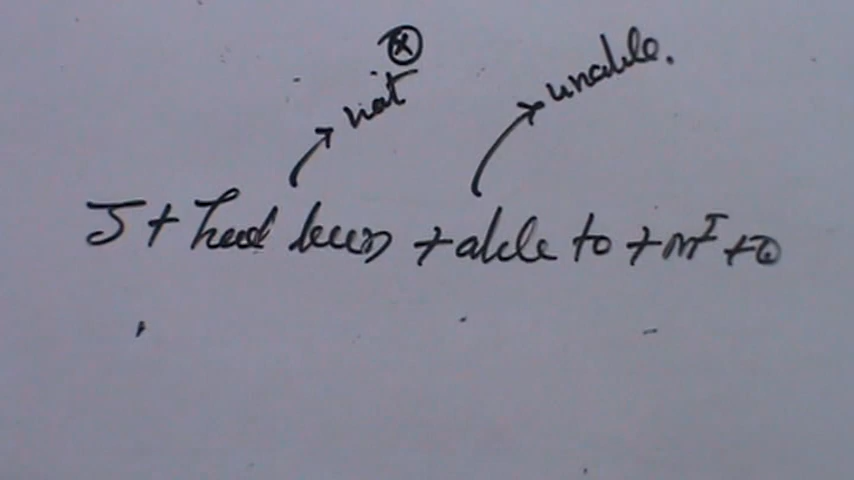 not ⓧ
unable.
S + had been + able to + m^I + O